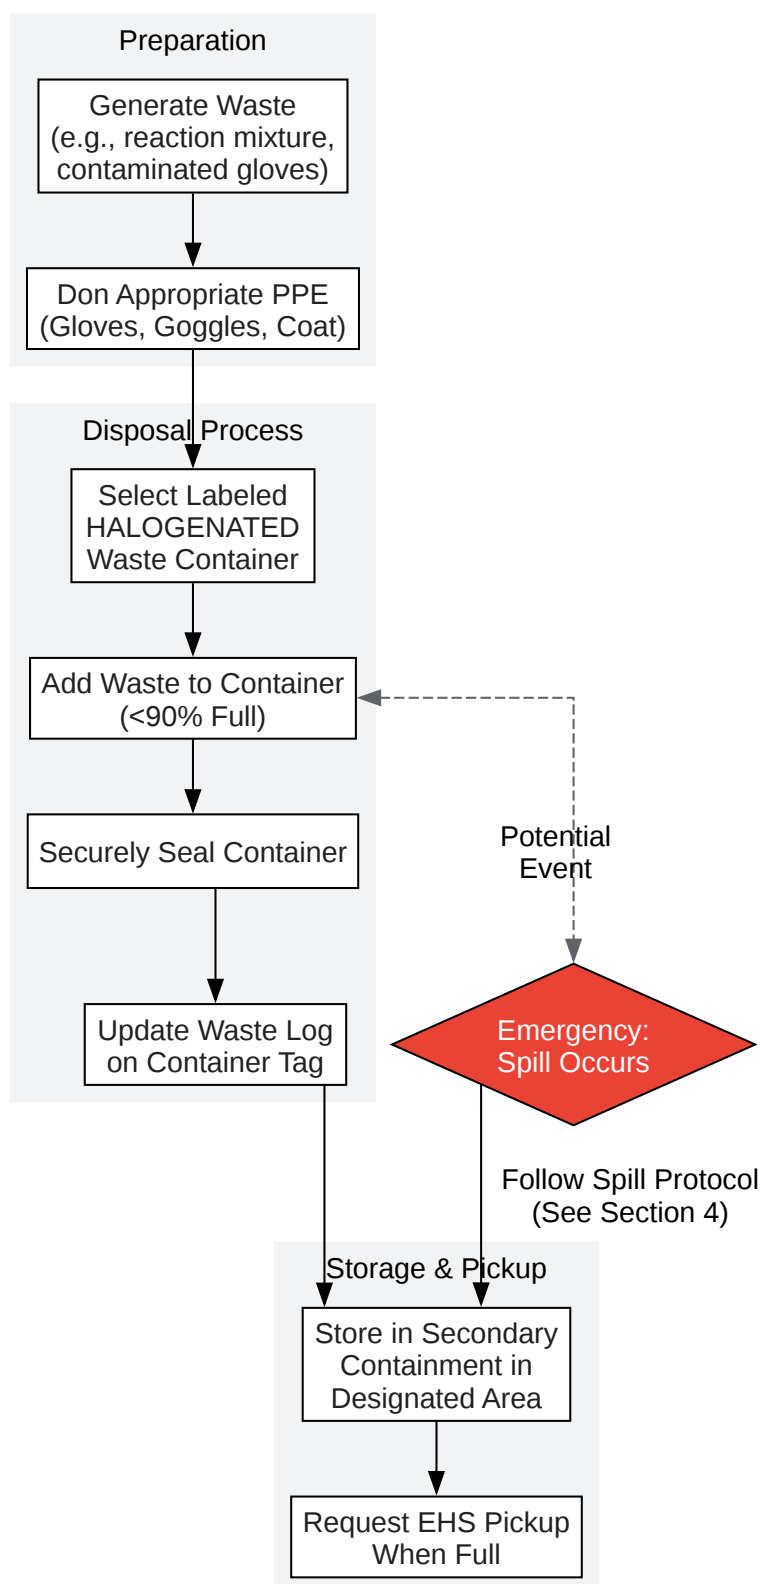 Preparation
Generate Waste
(e.g., reaction mixture,
contaminated gloves)
Don Appropriate PPE
(Gloves, Goggles, Coat)
Disposal Process
Select Labeled
HALOGENATED
Waste Container
Add Waste to Container
(<90% Full)
Securely Seal Container
Potential
Event
Update Waste Log
on Container Tag
Emergency:
Spill Occurs
Follow Spill Protocol
(See Section 4)
Storage & Pickup
Store in Secondary
Containment in
Designated Area
Request EHS Pickup
When Full